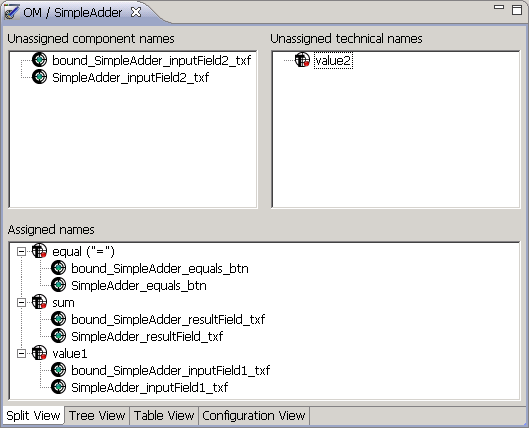 OM / SimpleAdder
Unassigned component names
bound_SimpleAdder_inputField2_txf
SimpleAdder_inputField2_txf
Unassigned technical names
value2
Assigned names
equal ("=")
bound_SimpleAdder_equals_btn
SimpleAdder_equals_btn
sum
bound_SimpleAdder_resultField_txf
SimpleAdder_resultField_txf
value1
bound_SimpleAdder_inputField1_txf
SimpleAdder_inputField1_txf
Split View Tree View Table View Configuration View